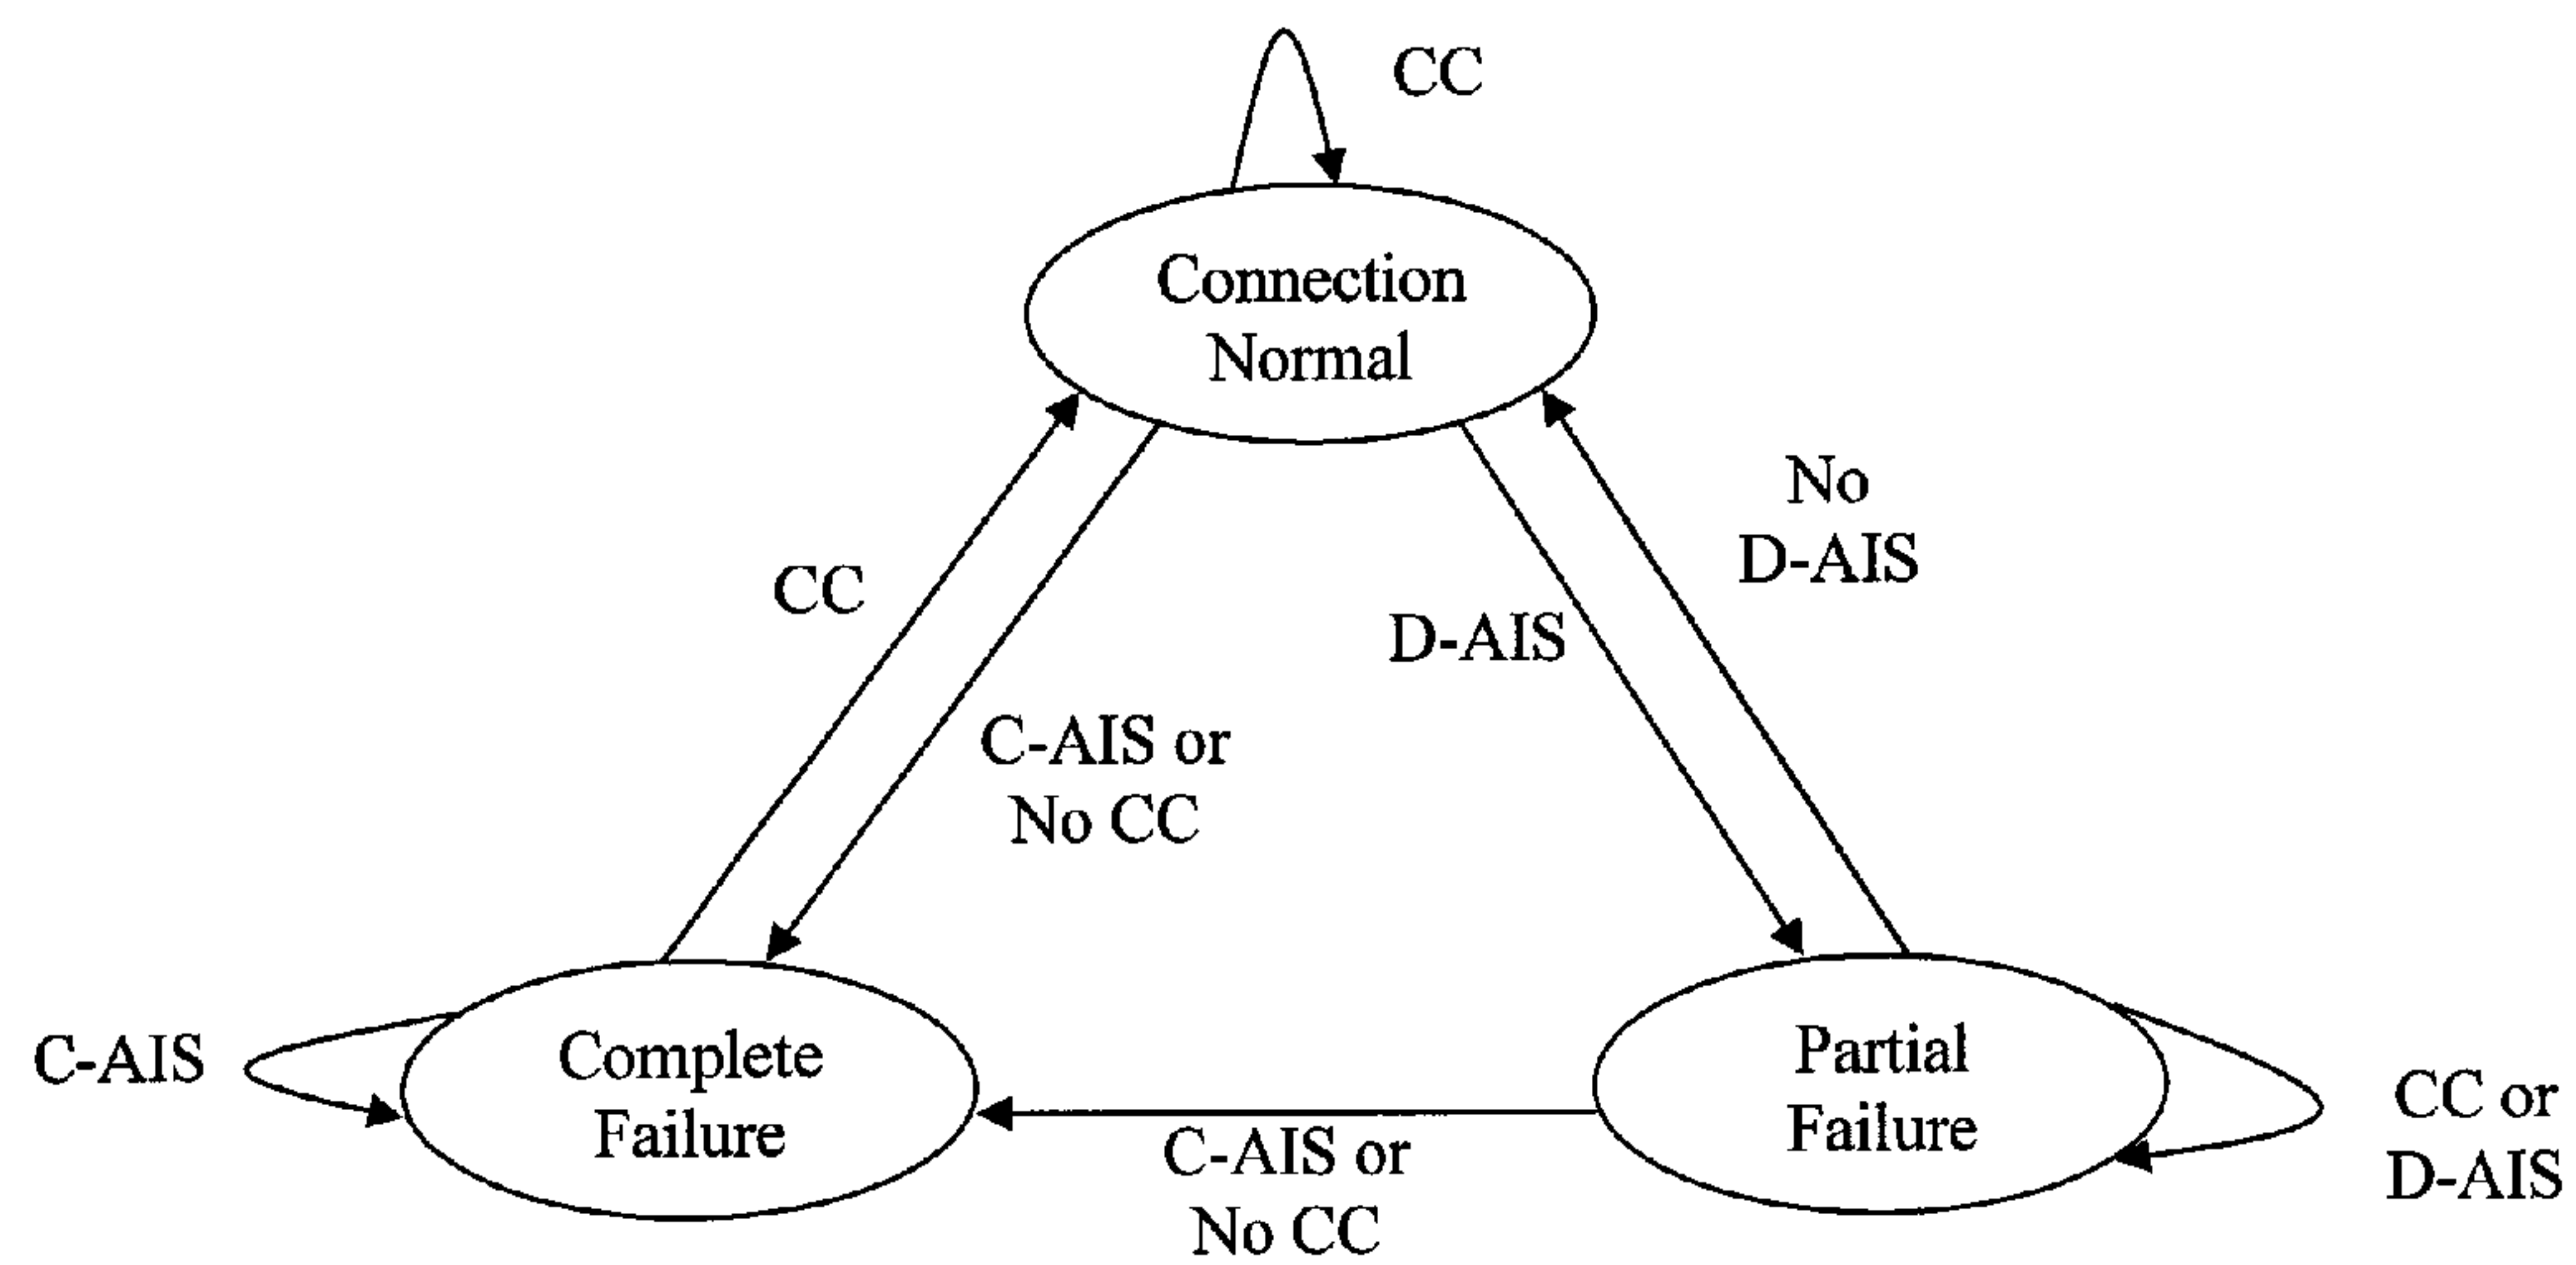 CC
Connection
Normal
No
D-AIS
CC
D-AIS
C-AIS or
No CC
C-AIS
Complete
Failure
Partial
Failure
CC or
D-AIS
C-AIS or
No CC